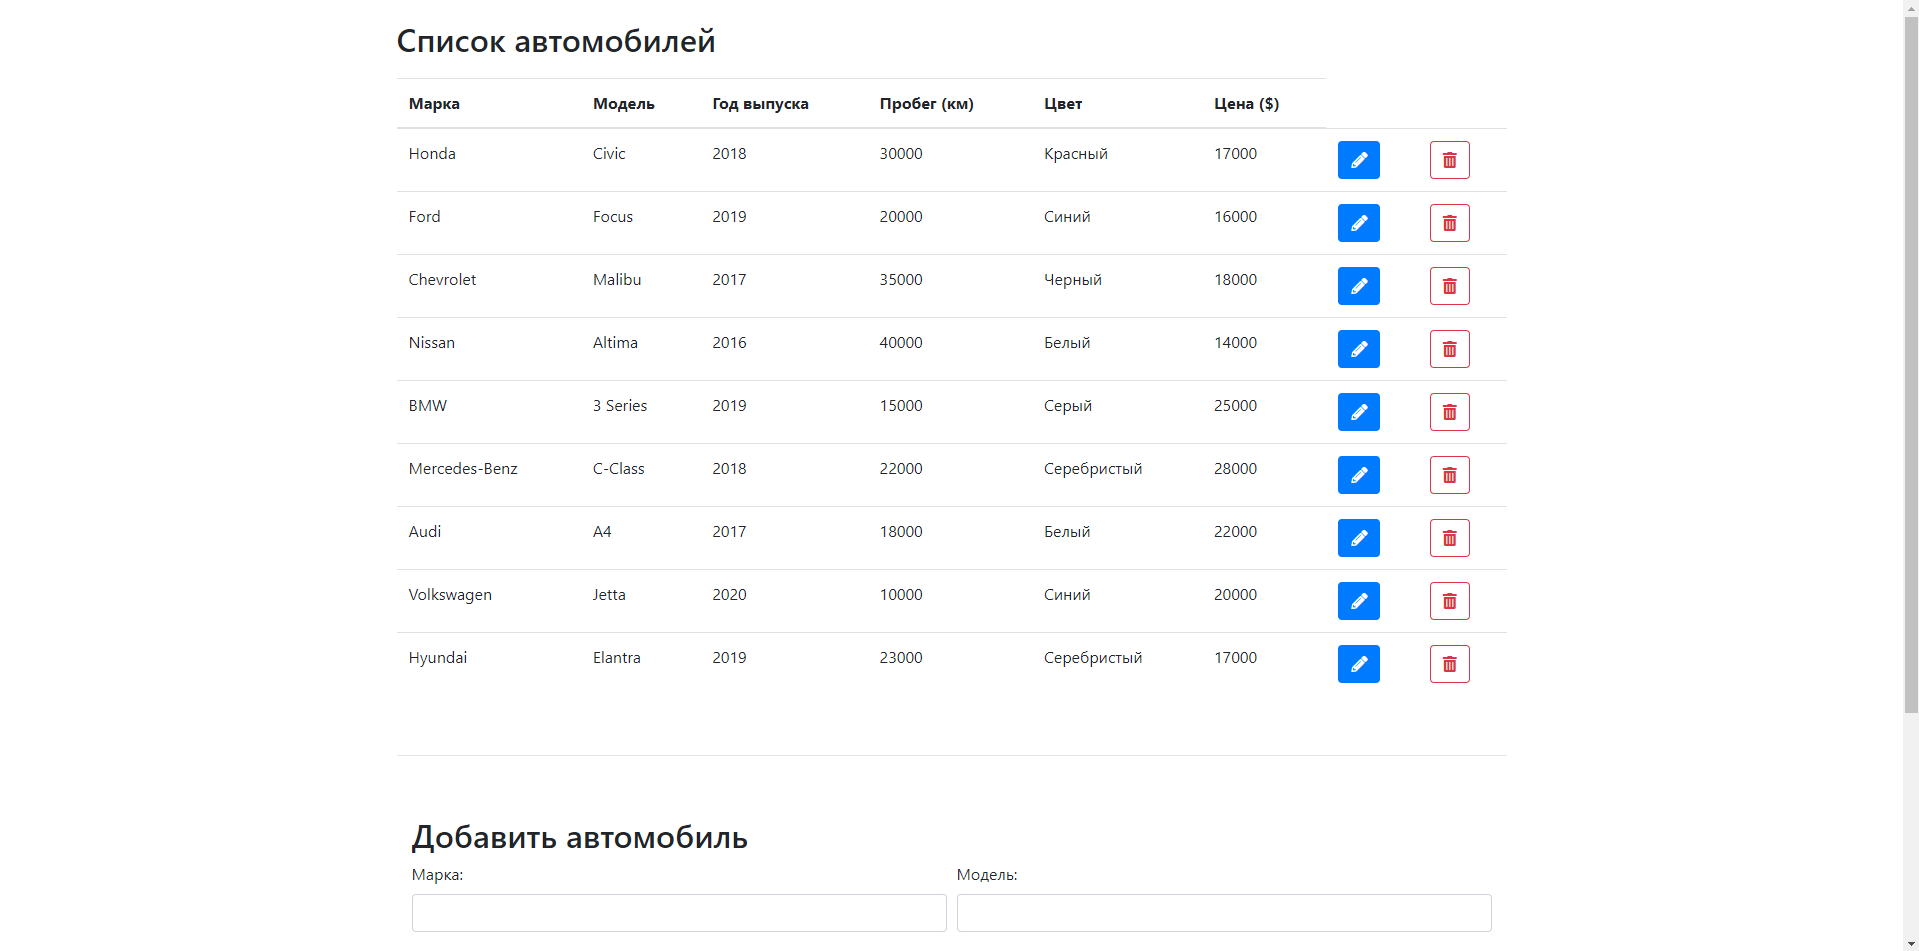 Список автомобилей
Марка Модель Год выпуска Пробег (км) Цвет Цена ($)
Honda Civic 2018 30000 Красный 17000
Ford Focus 2019 20000 Синий 16000
Chevrolet Malibu 2017 35000 Черный 18000
Nissan Altima 2016 40000 Белый 14000
BMW 3 Series 2019 15000 Серый 25000
Mercedes-Benz C-Class 2018 22000 Серебристый 28000
Audi A4 2017 18000 Белый 22000
Volkswagen Jetta 2020 10000 Синий 20000
Hyundai Elantra 2019 23000 Серебристый 17000
Добавить автомобиль
Марка: Модель: